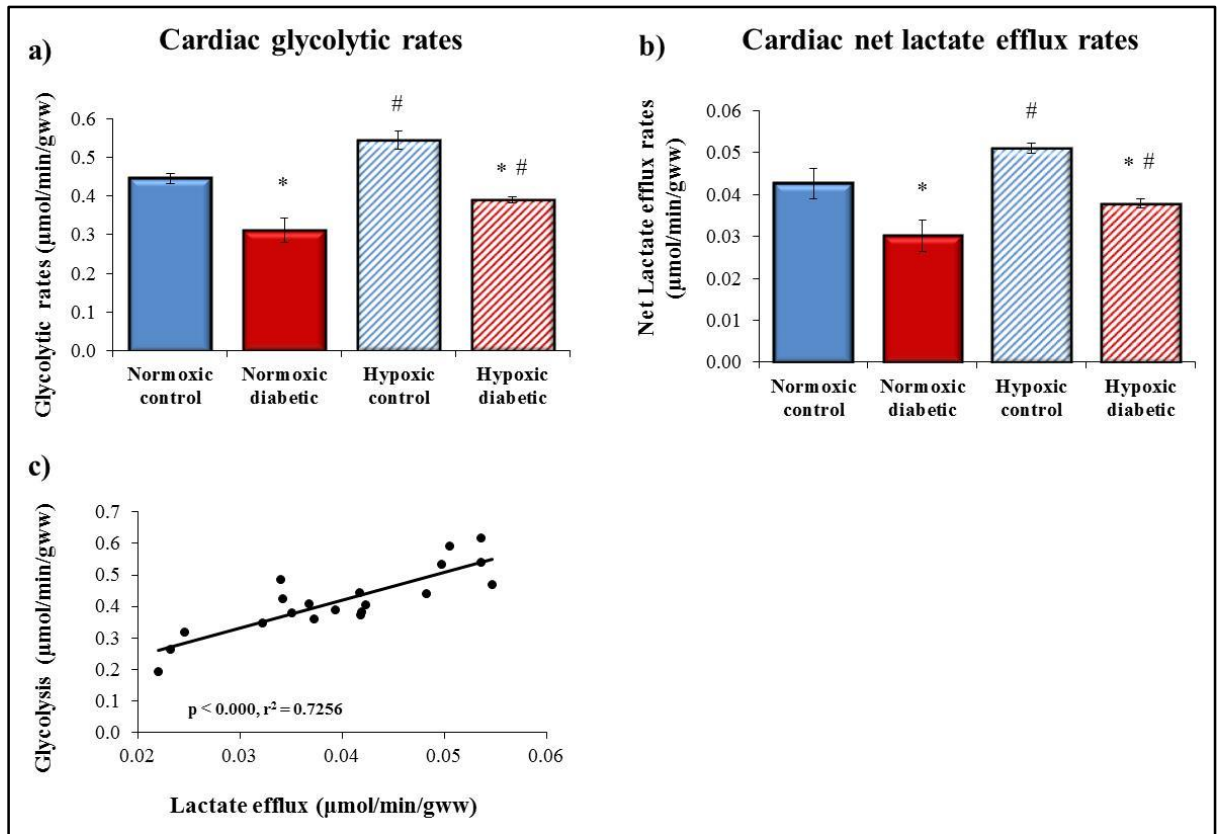 a)
Cardiac glycolytic rates
Glycolytic rates (µmol/min/gww)
0.6
0.5
0.4
0.3
0.2
0.1
0.0
*
#
* #
Normoxic control
Normoxic diabetic
Hypoxic control
Hypoxic diabetic
b)
Cardiac net lactate efflux rates
Net Lactate efflux rates
(µmol/min/gww)
0.06
0.05
0.04
0.03
0.02
0.01
0.00
*
#
* #
Normoxic control
Normoxic diabetic
Hypoxic control
Hypoxic diabetic
c)
Glycolysis (µmol/min/gww)
0.7
0.6
0.5
0.4
0.3
0.2
0.1
0.0
p < 0.000, r² = 0.7256
0.02 0.03 0.04 0.05 0.06
Lactate efflux (µmol/min/gww)